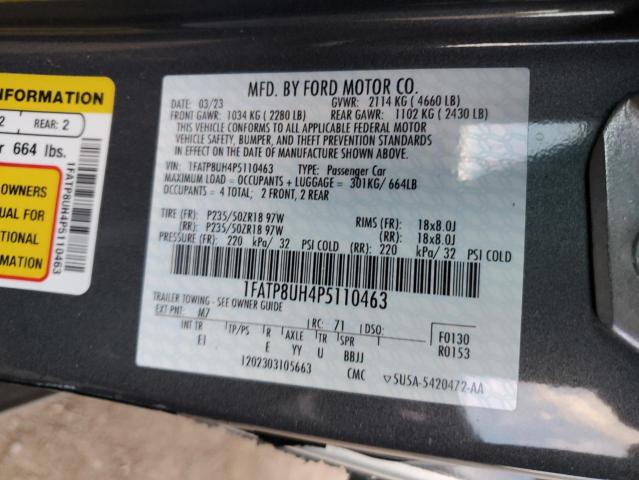 INFORMATION
2
REAR: 2
664 lbs.
OWNERS
UAL FOR
TIONAL
1FATP8UH4P5110463
MFD. BY FORD MOTOR CO.
DATE: 03/23
GVWR: 2114 KG ( 4660 LB)
FRONT GAWR: 1034 KG ( 2280 LB)
REAR GAWR: 1102 KG ( 2430 LB)
THIS VEHICLE CONFORMS TO ALL APPLICABLE FEDERAL MOTOR
VEHICLE SAFETY, BUMPER, AND THEFT PREVENTION STANDARDS
IN EFFECT ON THE DATE OF MANUFACTURE SHOWN ABOVE.
VIN: 1FATP8UH4P5110463
TYPE: Passenger Car
MAXIMUM LOAD = OCCUPANTS + LUGGAGE = 301KG/ 664LB
OCCUPANTS = 4 TOTAL; 2 FRONT, 2 REAR
TIRE (FR): P235/50ZR18 97W
RIMS (FR): 18x8.0J
(RR): P235/50ZR18 97W
(RR): 18x8.0J
PRESSURE (FR): 220 kPa/ 32 PSI COLD
(RR): 220 kPa/ 32 PSI COLD
1FATP8UH4P5110463
TRAILER TOWING - SEE OWNER GUIDE
EXT PNT: M7
RC: 71
DSO:
F0130
R0153
INT TR
TP/PS
R
AXLE
TR
SPR
EI
E
YY
U
BBJJ
1202303105663
CMC
▽SU5A-5420472-AA